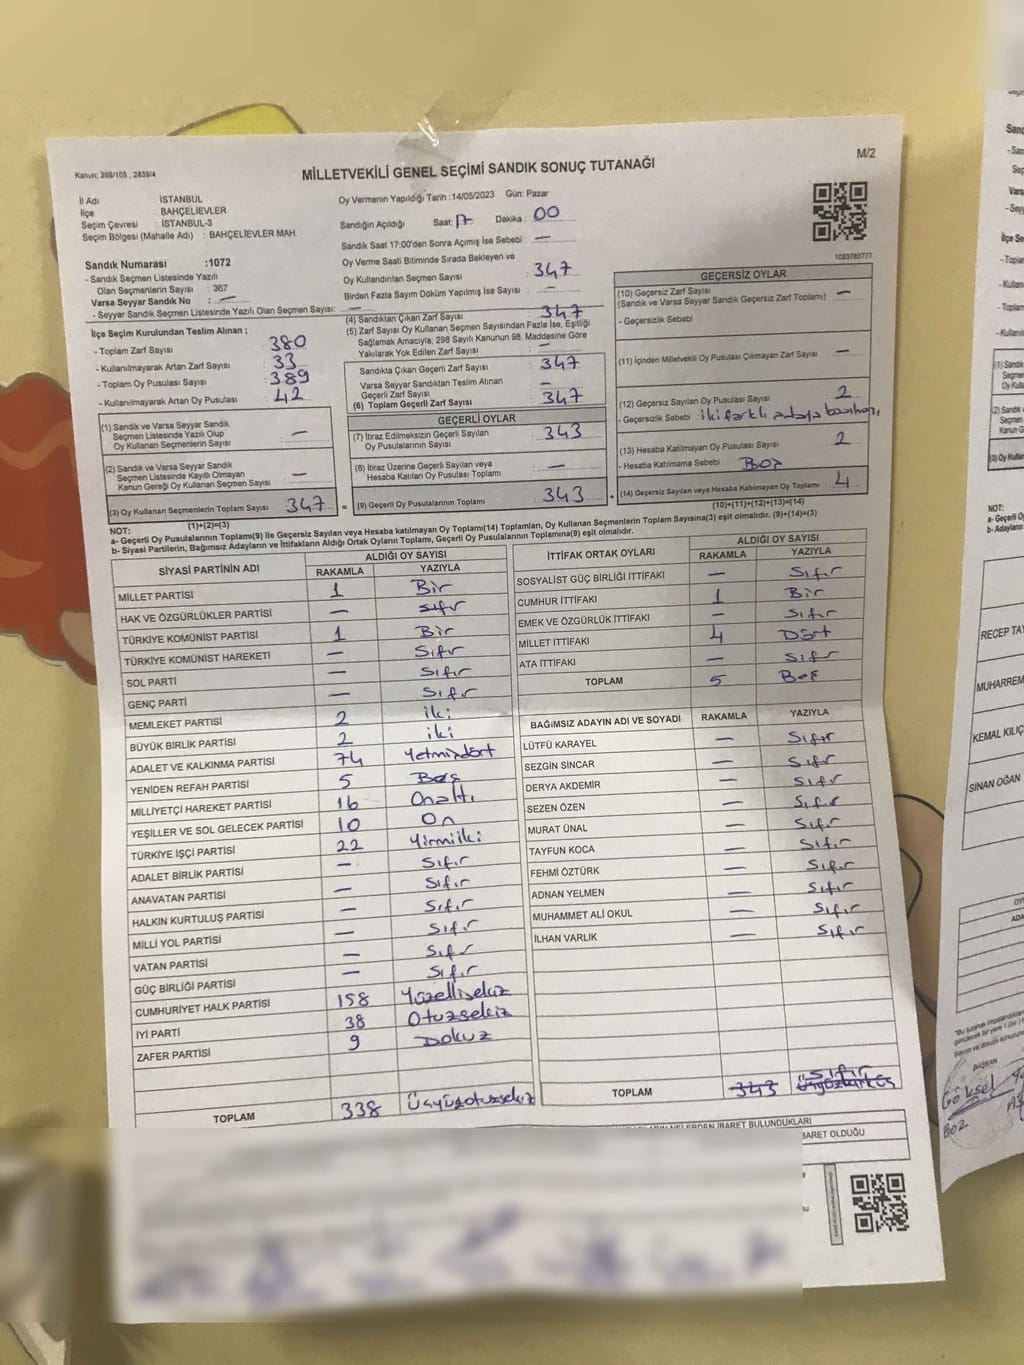 Kanun: 298/105 , 2839/4
MİLLETVEKİLİ GENEL SEÇİMİ SANDIK SONUÇ TUTANAĞI
M/2
İl Adı İSTANBUL
İlçe : BAHÇELİEVLER
Seçim Çevresi : İSTANBUL-3
Seçim Bölgesi (Mahalle Adı) : BAHÇELİEVLER MAH.
Sandık Numarası :1072
- Sandık Seçmen Listesinde Yazılı
Olan Seçmenlerin Sayısı : 367
Varsa Seyyar Sandık No : —
- Seyyar Sandık Seçmen Listesinde Yazılı Olan Seçmen Sayısı: —
Oy Vermenin Yapıldığı Tarih :14/05/2023 Gün: Pazar
Sandığın Açıldığı Saat: 17 Dakika: 00
Sandık Saat 17:00'den Sonra Açılmış İse Sebebi : —
Oy Verme Saati Bitiminde Sırada Bekleyen ve
Oy Kullandırılan Seçmen Sayısı : 347
Birden Fazla Sayım Döküm Yapılmış İse Sayısı : —
1083780777
İlçe Seçim Kurulundan Teslim Alınan ;
- Toplam Zarf Sayısı : 380
- Kullanılmayarak Artan Zarf Sayısı : 33
- Toplam Oy Pusulası Sayısı : 389
- Kullanılmayarak Artan Oy Pusulası : 42
(1) Sandık ve Varsa Seyyar Sandık
Seçmen Listesinde Yazılı Olup
Oy Kullanan Seçmenlerin Sayısı : —
(2) Sandık ve Varsa Seyyar Sandık
Seçmen Listesinde Kayıtlı Olmayan
Kanun Gereği Oy Kullanan Seçmen Sayısı : —
(3) Oy Kullanan Seçmenlerin Toplam Sayısı : 347
(1)+(2)=(3)
(4) Sandıktan Çıkan Zarf Sayısı : 347
(5) Zarf Sayısı Oy Kullanan Seçmen Sayısından Fazla İse, Eşitliği
Sağlamak Amacıyla; 298 Sayılı Kanunun 98. Maddesine Göre
Yakılarak Yok Edilen Zarf Sayısı : —
Sandıkta Çıkan Geçerli Zarf Sayısı : 347
Varsa Seyyar Sandıktan Teslim Alınan
Geçerli Zarf Sayısı : —
(6) Toplam Geçerli Zarf Sayısı : 347
GEÇERLİ OYLAR
(7) İtiraz Edilmeksizin Geçerli Sayılan
Oy Pusulalarının Sayısı : 343
(8) İtiraz Üzerine Geçerli Sayılan veya
Hesaba Katılan Oy Pusulası Toplamı : —
= (9) Geçerli Oy Pusulalarının Toplamı : 343 +
GEÇERSİZ OYLAR
(10) Geçersiz Zarf Sayısı
(Sandık ve Varsa Seyyar Sandık Geçersiz Zarf Toplamı) : —
- Geçersizlik Sebebi :
(11) İçinden Milletvekili Oy Pusulası Çıkmayan Zarf Sayısı : —
(12) Geçersiz Sayılan Oy Pusulası Sayısı : 2
- Geçersizlik Sebebi : iki farklı adaya
(13) Hesaba Katılmayan Oy Pusulası Sayısı : 2
- Hesaba Katılmama Sebebi : Boş
(14) Geçersiz Sayılan veya Hesaba Katılmayan Oy Toplamı : 4
(10)+(11)+(12)+(13)=(14)
NOT:
a- Geçerli Oy Pusulalarının Toplamı(9) ile Geçersiz Sayılan veya Hesaba katılmayan Oy Toplamı(14) Toplamları, Oy Kullanan Seçmenlerin Toplam Sayısına(3) eşit olmalıdır. (9)+(14)=(3)
b- Siyasi Partilerin, Bağımsız Adayların ve İttifakların Aldığı Ortak Oyların Toplamı, Geçerli Oy Pusulalarının Toplamına(9) eşit olmalıdır.
SİYASİ PARTİNİN ADI ALDIĞI OY SAYISI
RAKAMLA YAZIYLA
MİLLET PARTİSİ 1 Bir
HAK VE ÖZGÜRLÜKLER PARTİSİ — sıfır
TÜRKİYE KOMÜNİST PARTİSİ 1 Bir
TÜRKİYE KOMÜNİST HAREKETİ — Sıfır
SOL PARTİ — Sıfır
GENÇ PARTİ — Sıfır
MEMLEKET PARTİSİ 2 iki
BÜYÜK BİRLİK PARTİSİ 2 iki
ADALET VE KALKINMA PARTİSİ 74 Yetmişdört
YENİDEN REFAH PARTİSİ 5 Beş
MİLLİYETÇİ HAREKET PARTİSİ 16 Onaltı
YEŞİLLER VE SOL GELECEK PARTİSİ 10 On
TÜRKİYE İŞÇİ PARTİSİ 22 Yirmiiki
ADALET BİRLİK PARTİSİ — Sıfır
ANAVATAN PARTİSİ — Sıfır
HALKIN KURTULUŞ PARTİSİ — Sıfır
MİLLİ YOL PARTİSİ — Sıfır
VATAN PARTİSİ — Sıfır
GÜÇ BİRLİĞİ PARTİSİ — Sıfır
CUMHURİYET HALK PARTİSİ 158 Yüzellisekiz
İYİ PARTİ 38 Otuzsekiz
ZAFER PARTİSİ 9 Dokuz
TOPLAM 338 Üçyüzotuzsekiz
İTTİFAK ORTAK OYLARI ALDIĞI OY SAYISI
RAKAMLA YAZIYLA
SOSYALİST GÜÇ BİRLİĞİ İTTİFAKI — Sıfır
CUMHUR İTTİFAKI 1 Bir
EMEK VE ÖZGÜRLÜK İTTİFAKI — Sıfır
MİLLET İTTİFAKI 4 Dört
ATA İTTİFAKI — Sıfır
TOPLAM 5 Beş
BAĞIMSIZ ADAYIN ADI VE SOYADI RAKAMLA YAZIYLA
LÜTFÜ KARAYEL — Sıfır
SEZGİN SİNCAR — Sıfır
DERYA AKDEMİR — Sıfır
SEZEN ÖZEN — Sıfır
MURAT ÜNAL — Sıfır
TAYFUN KOCA — Sıfır
FEHMİ ÖZTÜRK — Sıfır
ADNAN YELMEN — Sıfır
MUHAMMET ALİ OKUL — Sıfır
İLHAN VARLIK — Sıfır
TOPLAM 343 Sıfır
NELERDEN İBARET BULUNDUKLARI
BARET OLDUĞU
RECEP TAY
MUHARREM
KEMAL KILIÇ
SİNAN OĞAN
BAŞKAN
Göksel